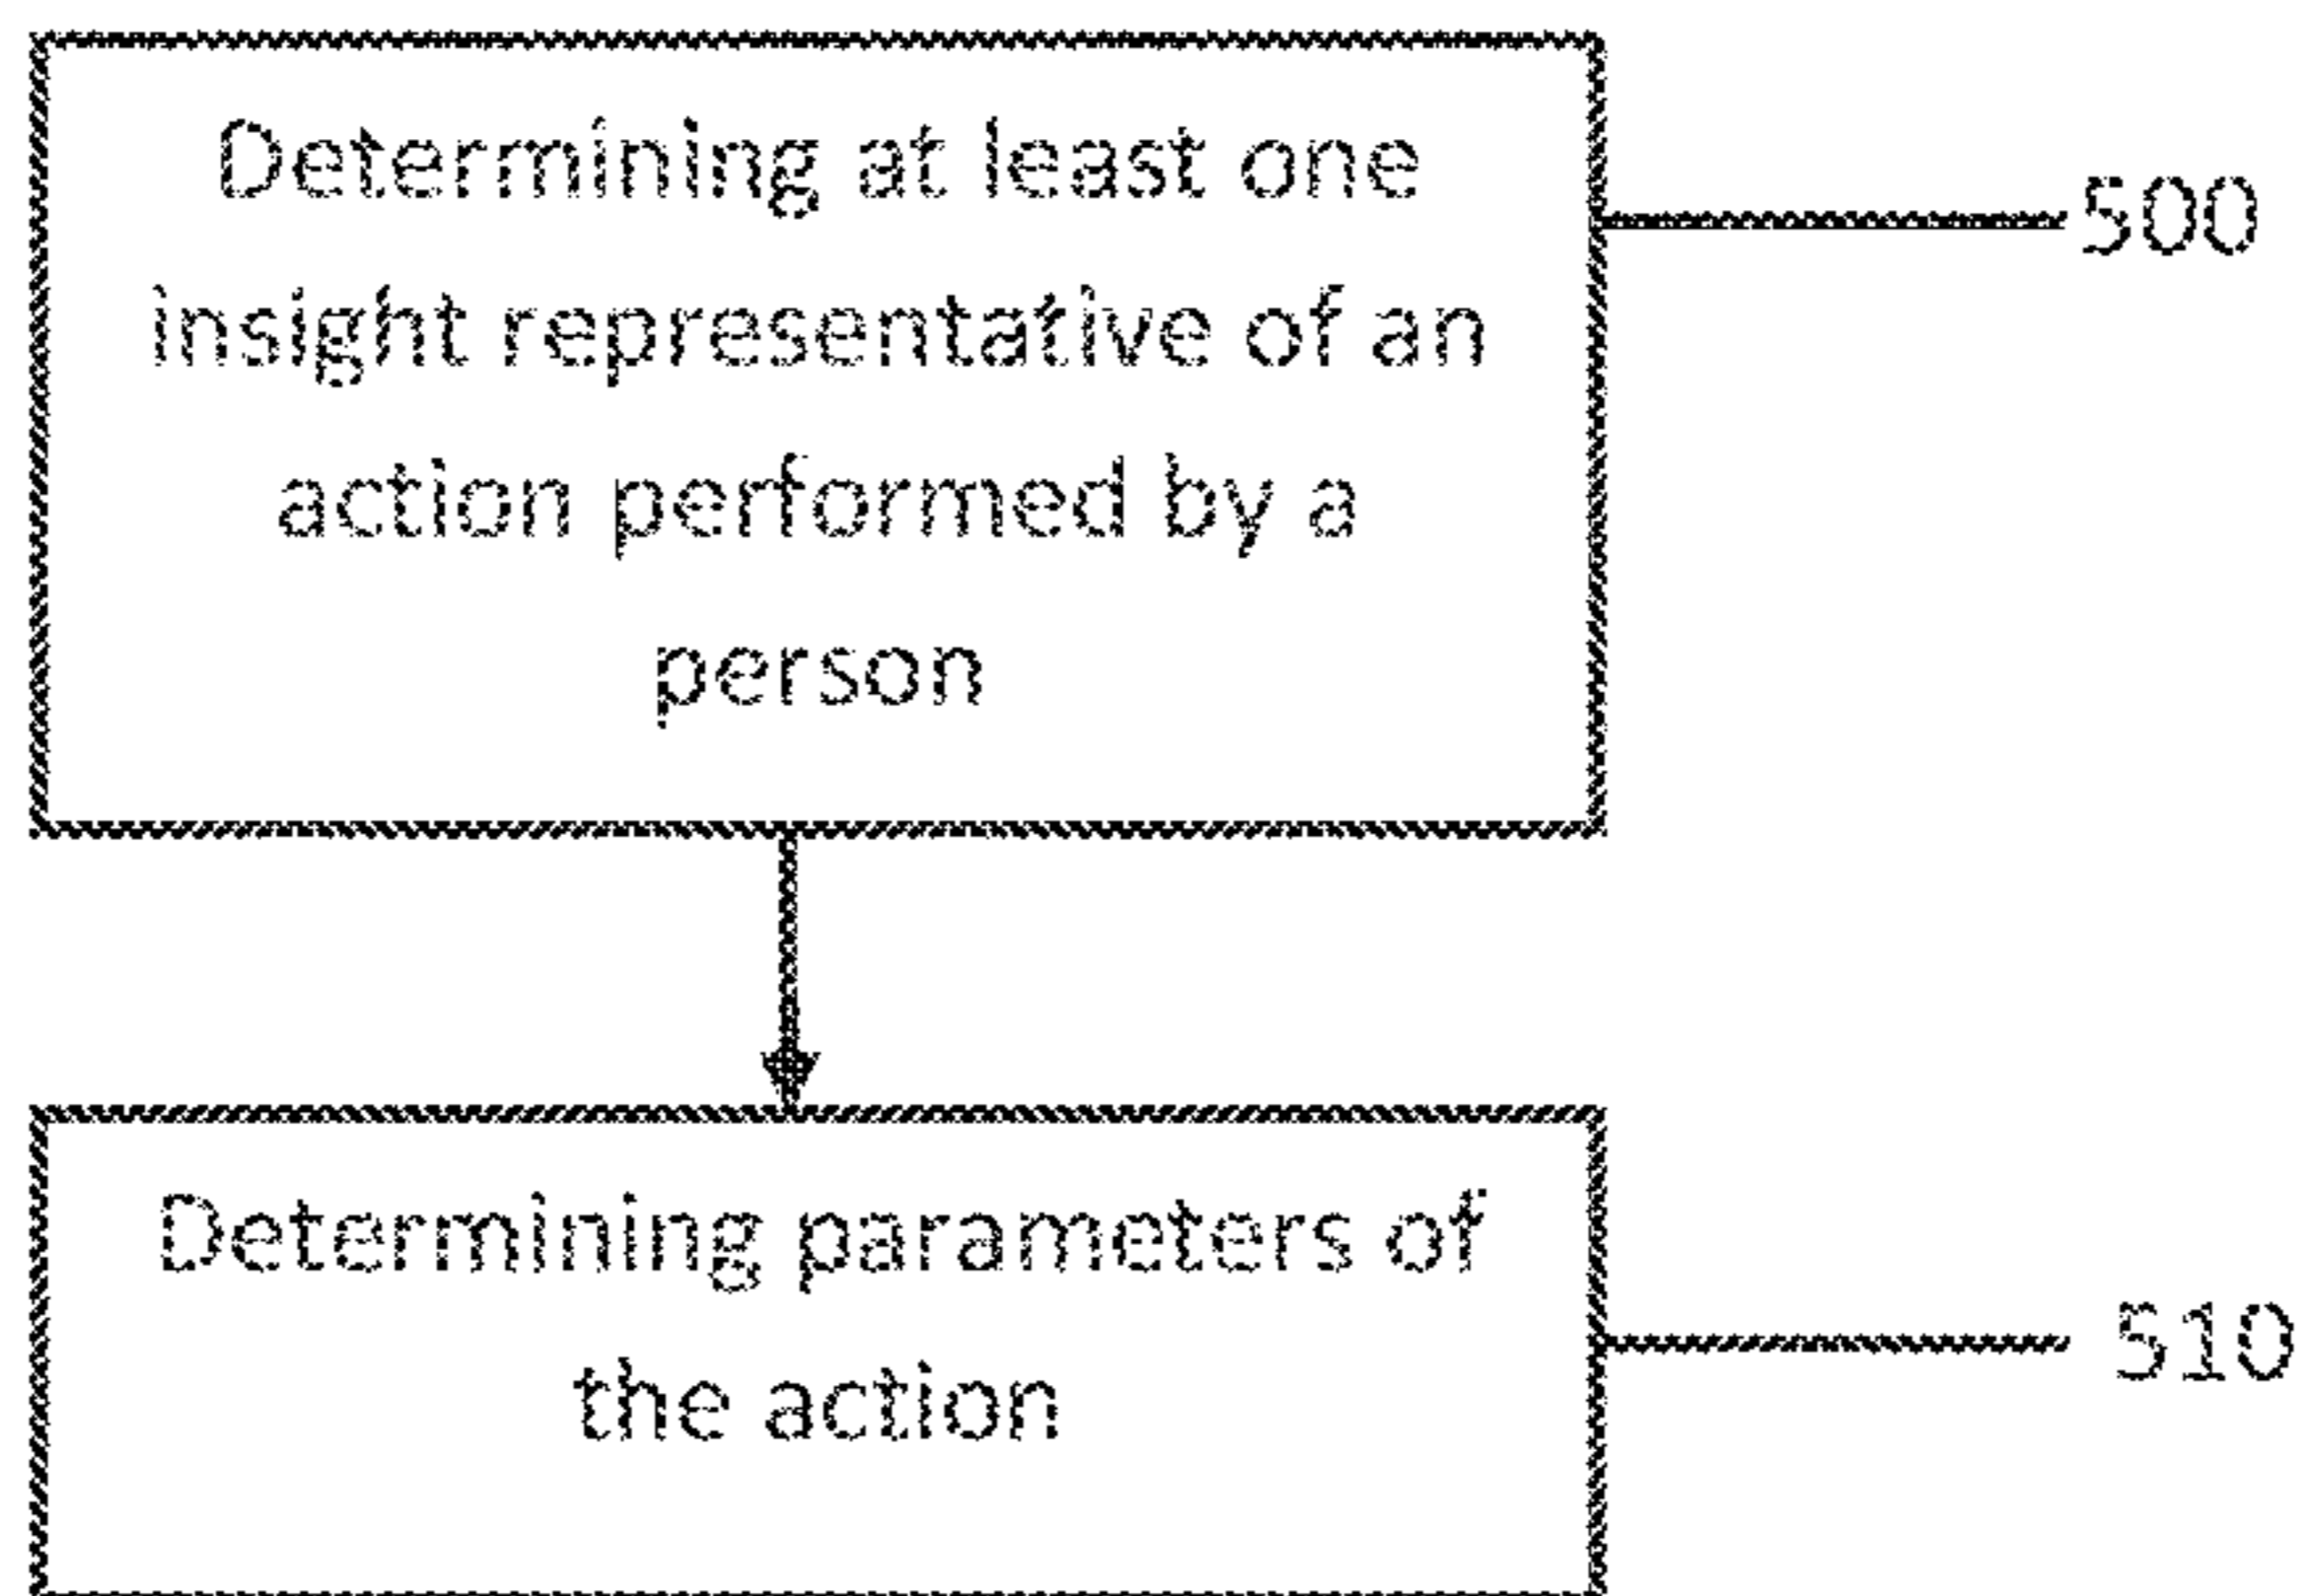 Determining at least one
500
insight representative of an
action performed by a
person
Determining parameters of
510
the action